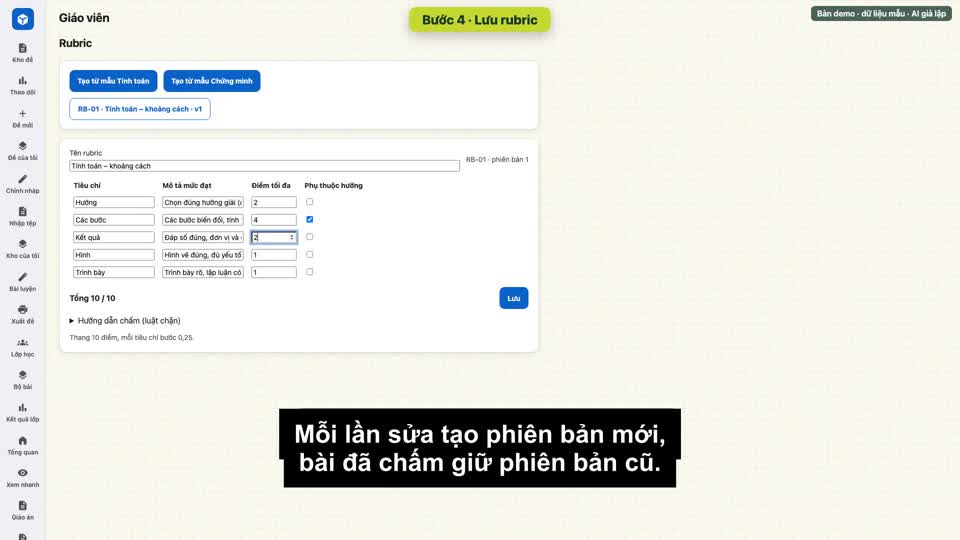 Giáo viên
Bước 4 · Lưu rubric
Bản demo · dữ liệu mẫu · AI giả lập
Kho đề
Theo dõi
Đề mới
Đề của tôi
Chỉnh nháp
Nhập tệp
Kho của tôi
Bài luyện
Xuất đề
Lớp học
Bộ bài
Kết quả lớp
Tổng quan
Xem nhanh
Giáo án
Rubric
Tạo từ mẫu Tính toán
Tạo từ mẫu Chứng minh
RB-01 · Tính toán – khoảng cách · v1
Tên rubric
Tính toán – khoảng cách
RB-01 · phiên bản 1
Tiêu chí Mô tả mức đạt Điểm tối đa Phụ thuộc hướng
Hướng Chọn đúng hướng giải 2
Các bước Các bước biến đổi, tính 4
Kết quả Đáp số đúng, đơn vị và 2
Hình Hình vẽ đúng, đủ yếu tố 1
Trình bày Trình bày rõ, lập luận có 1
Tổng 10 / 10
Lưu
Hướng dẫn chấm (luật chặn)
Thang 10 điểm, mỗi tiêu chí bước 0,25.
Mỗi lần sửa tạo phiên bản mới,
bài đã chấm giữ phiên bản cũ.